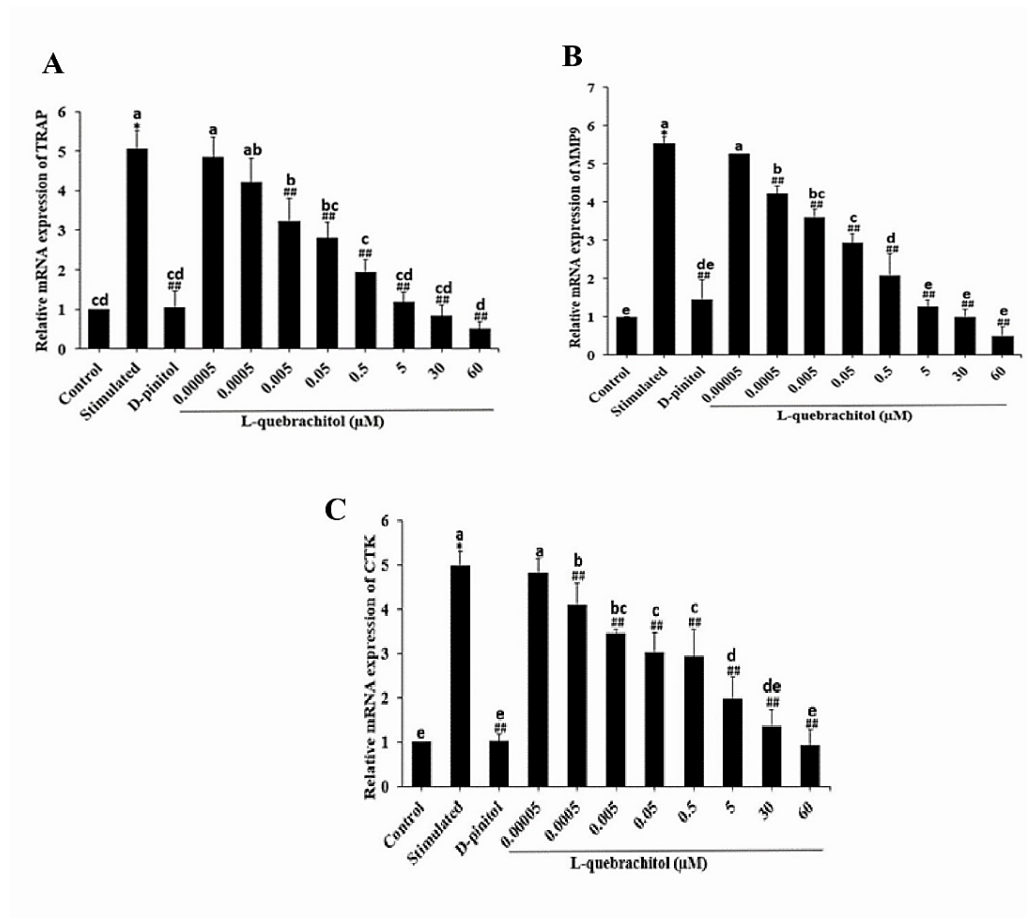 A
Relative mRNA expression of TRAP
6
5
4
3
2
1
0
a
*
a
ab
b
##
bc
##
c
##
cd
cd
##
cd
##
cd
##
d
##
Control
Stimulated
D-pinitol
0.00005
0.0005
0.005
0.05
0.5
5
30
60
L-quebrachitol (µM)
B
Relative mRNA expression of MMP9
7
6
5
4
3
2
1
0
e
a
*
de
##
a
b
##
bc
##
c
##
d
##
e
##
e
##
e
##
Control
Stimulated
D-pinitol
0.00005
0.0005
0.005
0.05
0.5
5
30
60
L-quebrachitol (µM)
C
Relative mRNA expression of CTK
6
5
4
3
2
1
0
e
a
*
e
##
a
b
##
bc
##
c
##
c
##
d
##
de
##
e
##
Control
Stimulated
D-pinitol
0.00005
0.0005
0.005
0.05
0.5
5
30
60
L-quebrachitol (µM)